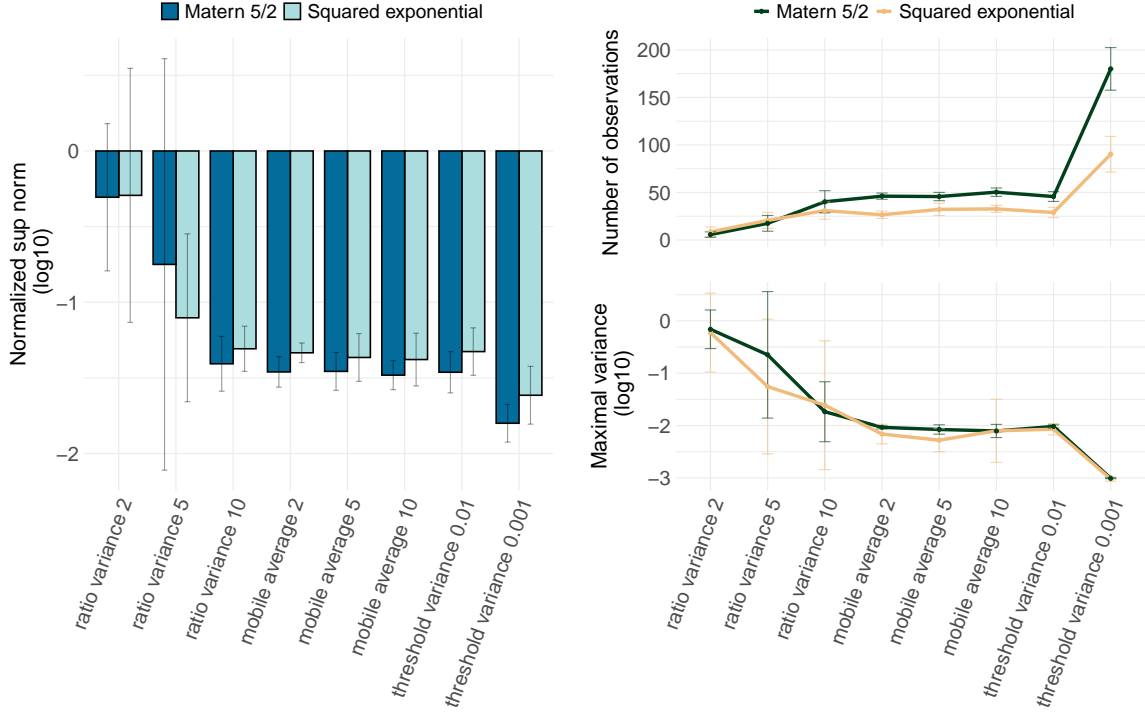 Matern 5/2 Squared exponential
Normalized sup norm
(log10)
0
−1
−2
ratio variance 2
ratio variance 5
ratio variance 10
mobile average 2
mobile average 5
mobile average 10
threshold variance 0.01
threshold variance 0.001
Matern 5/2 Squared exponential
Number of observations
200
150
100
50
0
Maximal variance
(log10)
0
−1
−2
−3
ratio variance 2
ratio variance 5
ratio variance 10
mobile average 2
mobile average 5
mobile average 10
threshold variance 0.01
threshold variance 0.001